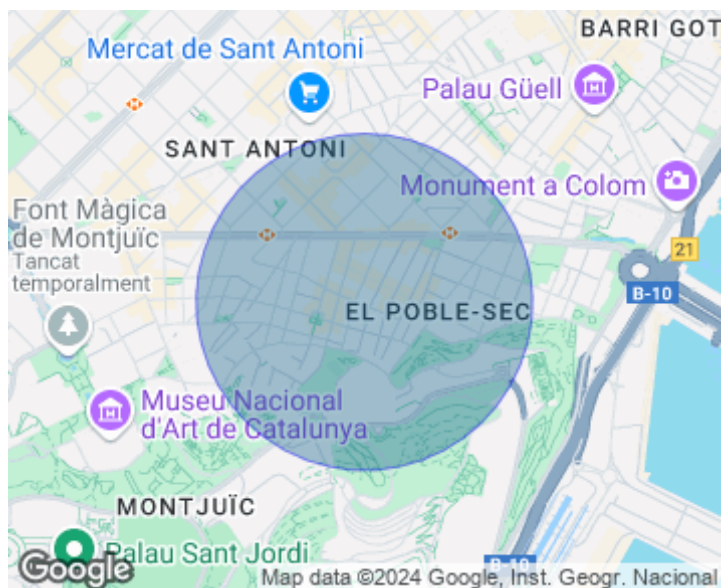 BARRI GOT
Mercat de Sant Antoni
Palau Güell
SANT ANTONI
Monument a Colom
Font Màgica
de Montjuïc
Tancat
temporalment
21
B-10
EL POBLE-SEC
Museu Nacional
d'Art de Catalunya
MONTJUÏC
Palau Sant Jordi
B-10
Google
Map data ©2024 Google, Inst. Geogr. Nacional